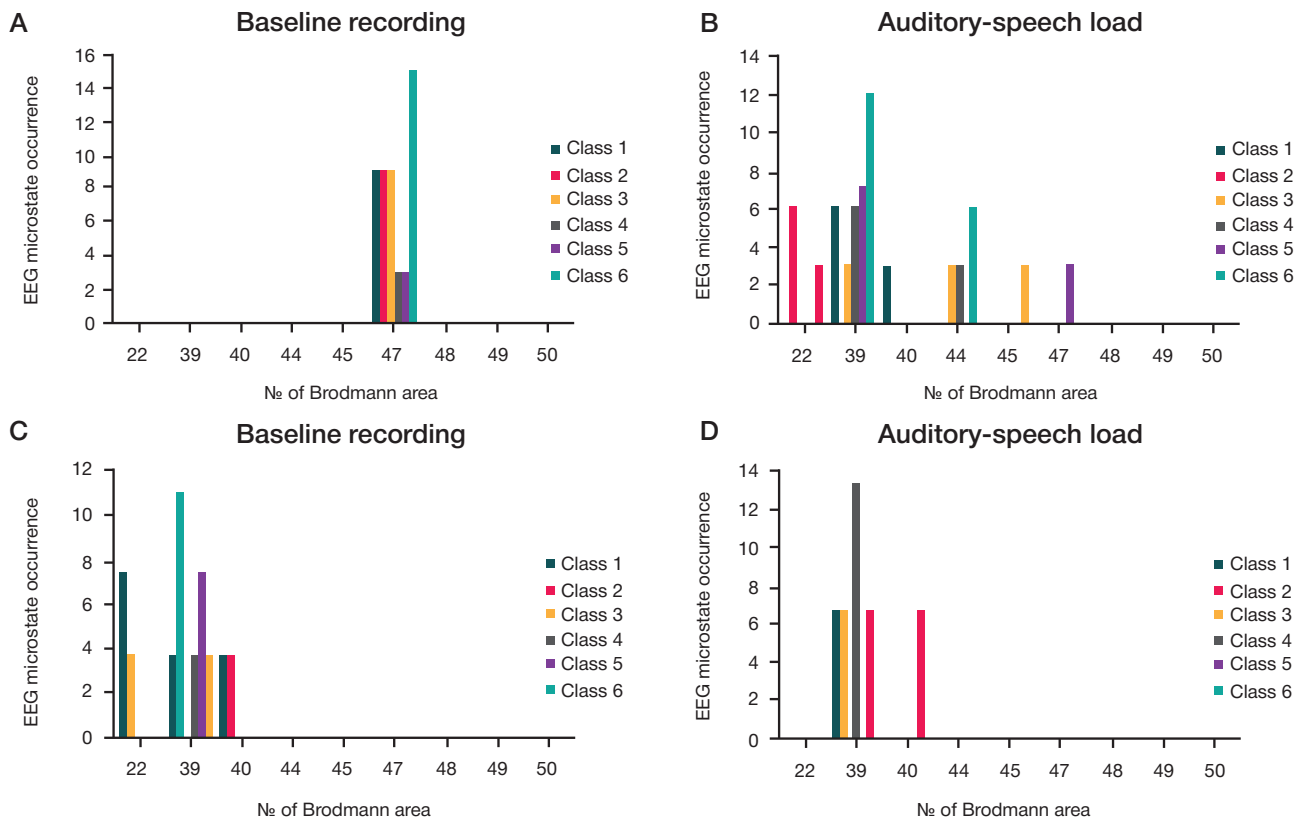 A
Baseline recording
EEG microstate occurrence
16
14
12
10
8
6
4
2
0
22 39 40 44 45 47 48 49 50
№ of Brodmann area
Class 1
Class 2
Class 3
Class 4
Class 5
Class 6
B
Auditory-speech load
EEG microstate occurrence
14
12
10
8
6
4
2
0
22 39 40 44 45 47 48 49 50
№ of Brodmann area
Class 1
Class 2
Class 3
Class 4
Class 5
Class 6
C
Baseline recording
EEG microstate occurrence
12
10
8
6
4
2
0
22 39 40 44 45 47 48 49 50
№ of Brodmann area
Class 1
Class 2
Class 3
Class 4
Class 5
Class 6
D
Auditory-speech load
EEG microstate occurrence
14
12
10
8
6
4
2
0
22 39 40 44 45 47 48 49 50
№ of Brodmann area
Class 1
Class 2
Class 3
Class 4
Class 5
Class 6